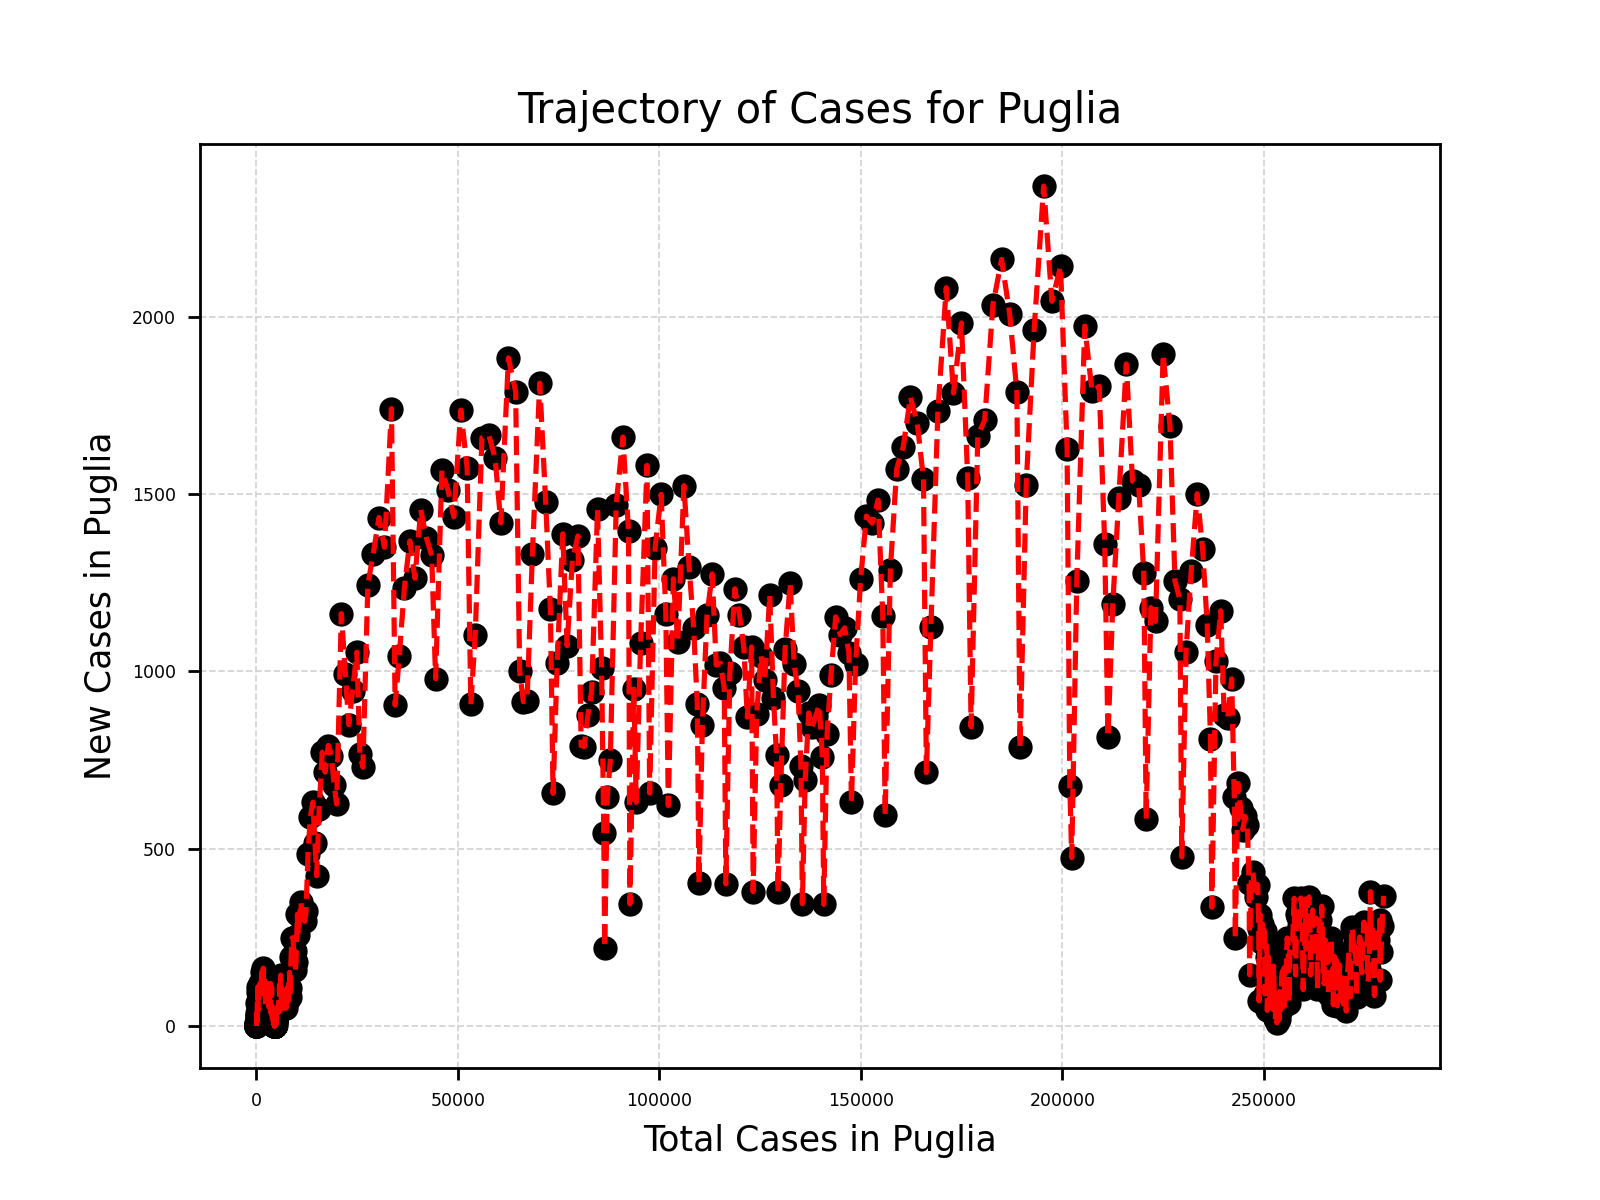 Trajectory of Cases for Puglia
New Cases in Puglia
2000
1500
1000
500
0
0 50000 100000 150000 200000 250000
Total Cases in Puglia